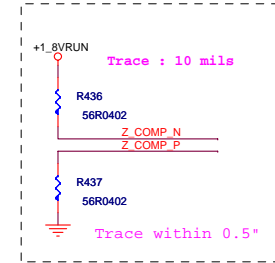 +1_8VRUN
Trace : 10 mils
R436
56R0402
Z_COMP_N
Z_COMP_P
R437
56R0402
Trace within 0.5"